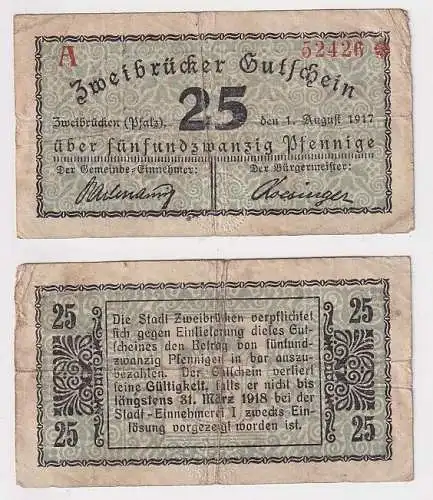 A 52426
Zweibrücker Gutschein
25
Zweibrücken (Pfalz), den 1. August 1917
über fünfundzwanzig Pfennige
Der Gemeinde-Einnehmer: Der Bürgermeister:
Roesinger
25 25
Die Stadt Zweibrüken verpflichtet
sich gegen Einlieferung dieses Gut-
scheines den Betrag von fünfund-
zwanzig Pfennigen in bar auszu-
bezahlen. Der Gutschein verliert
seine Gültigkeit, falls er nicht bis
längstens 31. März 1918 bei der
Stadt-Einnehmerei I zwecks Ein-
lösung vorgezeigt worden ist.
25 25